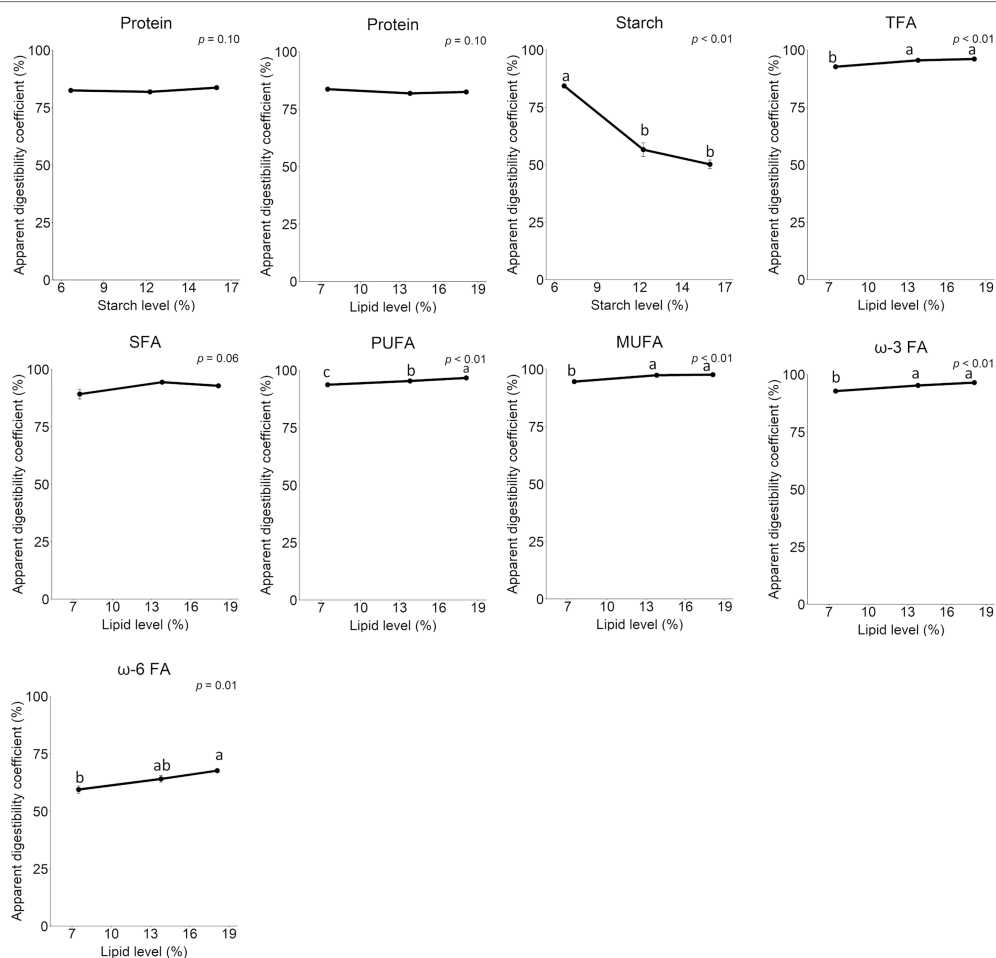 Protein
p = 0.10
Apparent digestibility coefficient (%)
100
75
50
25
0
6 9 12 14 17
Starch level (%)
Protein
p = 0.10
Apparent digestibility coefficient (%)
100
75
50
25
0
7 10 13 16 19
Lipid level (%)
Starch
p < 0.01
Apparent digestibility coefficient (%)
100
75
50
25
0
a
b
b
6 9 12 14 17
Starch level (%)
TFA
p < 0.01
Apparent digestibility coefficient (%)
100
75
50
25
0
b a a
7 10 13 16 19
Lipid level (%)
SFA
p = 0.06
Apparent digestibility coefficient (%)
100
75
50
25
0
7 10 13 16 19
Lipid level (%)
PUFA
p < 0.01
Apparent digestibility coefficient (%)
100
75
50
25
0
c b a
7 10 13 16 19
Lipid level (%)
MUFA
p < 0.01
Apparent digestibility coefficient (%)
100
75
50
25
0
b a a
7 10 13 16 19
Lipid level (%)
ω-3 FA
p < 0.01
Apparent digestibility coefficient (%)
100
75
50
25
0
b a a
7 10 13 16 19
Lipid level (%)
ω-6 FA
p = 0.01
Apparent digestibility coefficient (%)
100
75
50
25
0
b ab a
7 10 13 16 19
Lipid level (%)